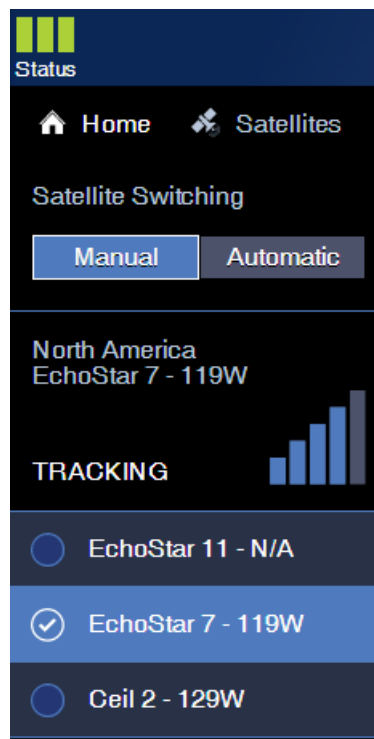 Status
Home Satellites
Satellite Switching
Manual Automatic
North America
EchoStar 7 - 119W
TRACKING
EchoStar 11 - N/A
EchoStar 7 - 119W
Ceil 2 - 129W